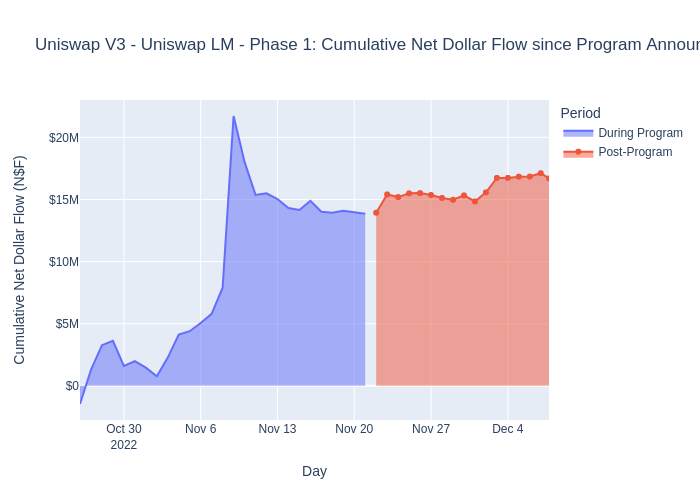 Uniswap V3 - Uniswap LM - Phase 1: Cumulative Net Dollar Flow since Program Announ
Period
During Program
Post-Program
Cumulative Net Dollar Flow (N$F)
$20M
$15M
$10M
$5M
$0
Oct 30
2022
Nov 6
Nov 13
Nov 20
Nov 27
Dec 4
Day